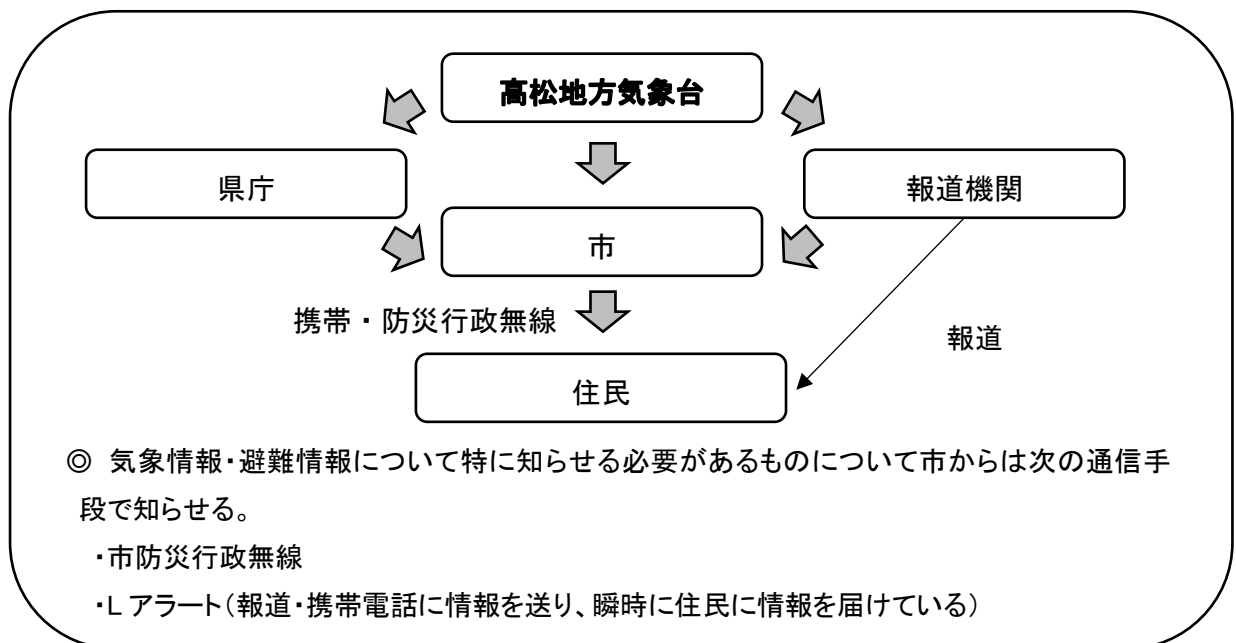 高松地方気象台
県庁
報道機関
市
携帯・防災行政無線
報道
住民
◎ 気象情報・避難情報について特に知らせる必要があるものについて市からは次の通信手
段で知らせる。
・市防災行政無線
・L アラート（報道・携帯電話に情報を送り、瞬時に住民に情報を届けている）